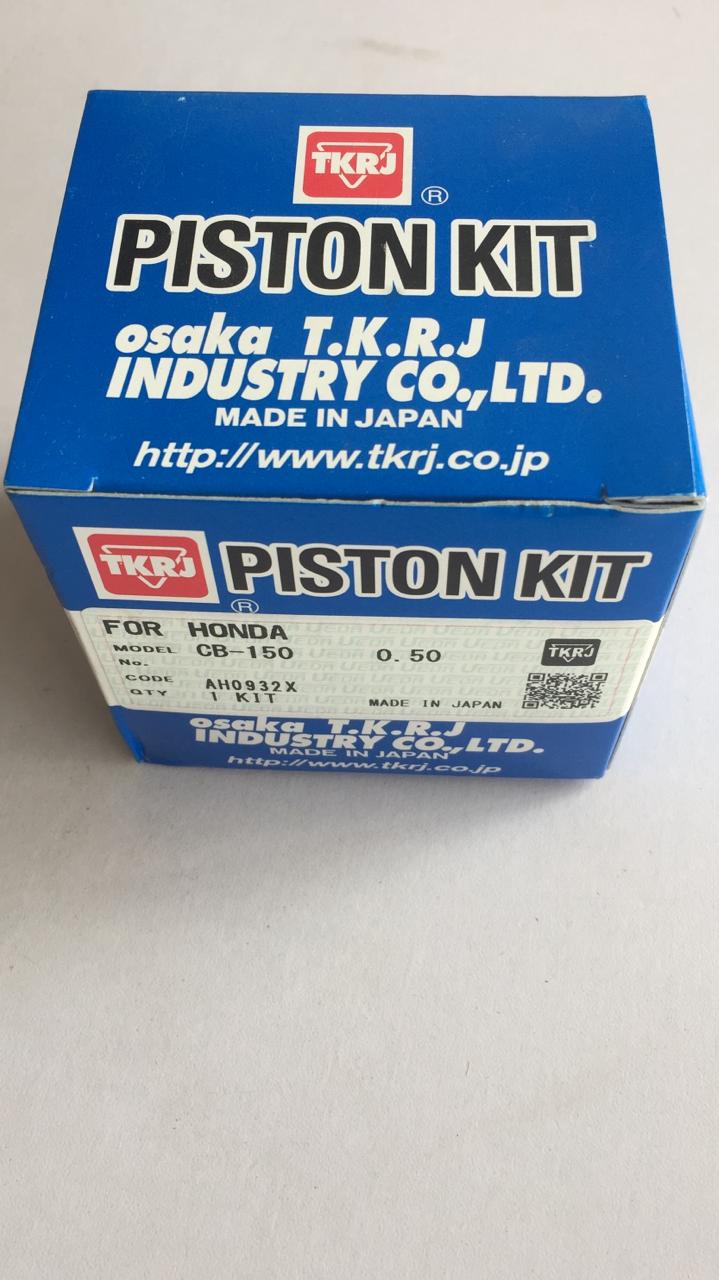 TKRJ
®
PISTON KIT
osaka T.K.R.J
INDUSTRY CO.,LTD.
MADE IN JAPAN
http://www.tkrj.co.jp
TKRJ
®
PISTON KIT
FOR HONDA
MODEL No. CB-150 0.50
TKRJ
CODE AH0932X
QTY 1 KIT
MADE IN JAPAN
osaka T.K.R.J
INDUSTRY CO.,LTD.
MADE IN JAPAN
http://www.tkrj.co.jp